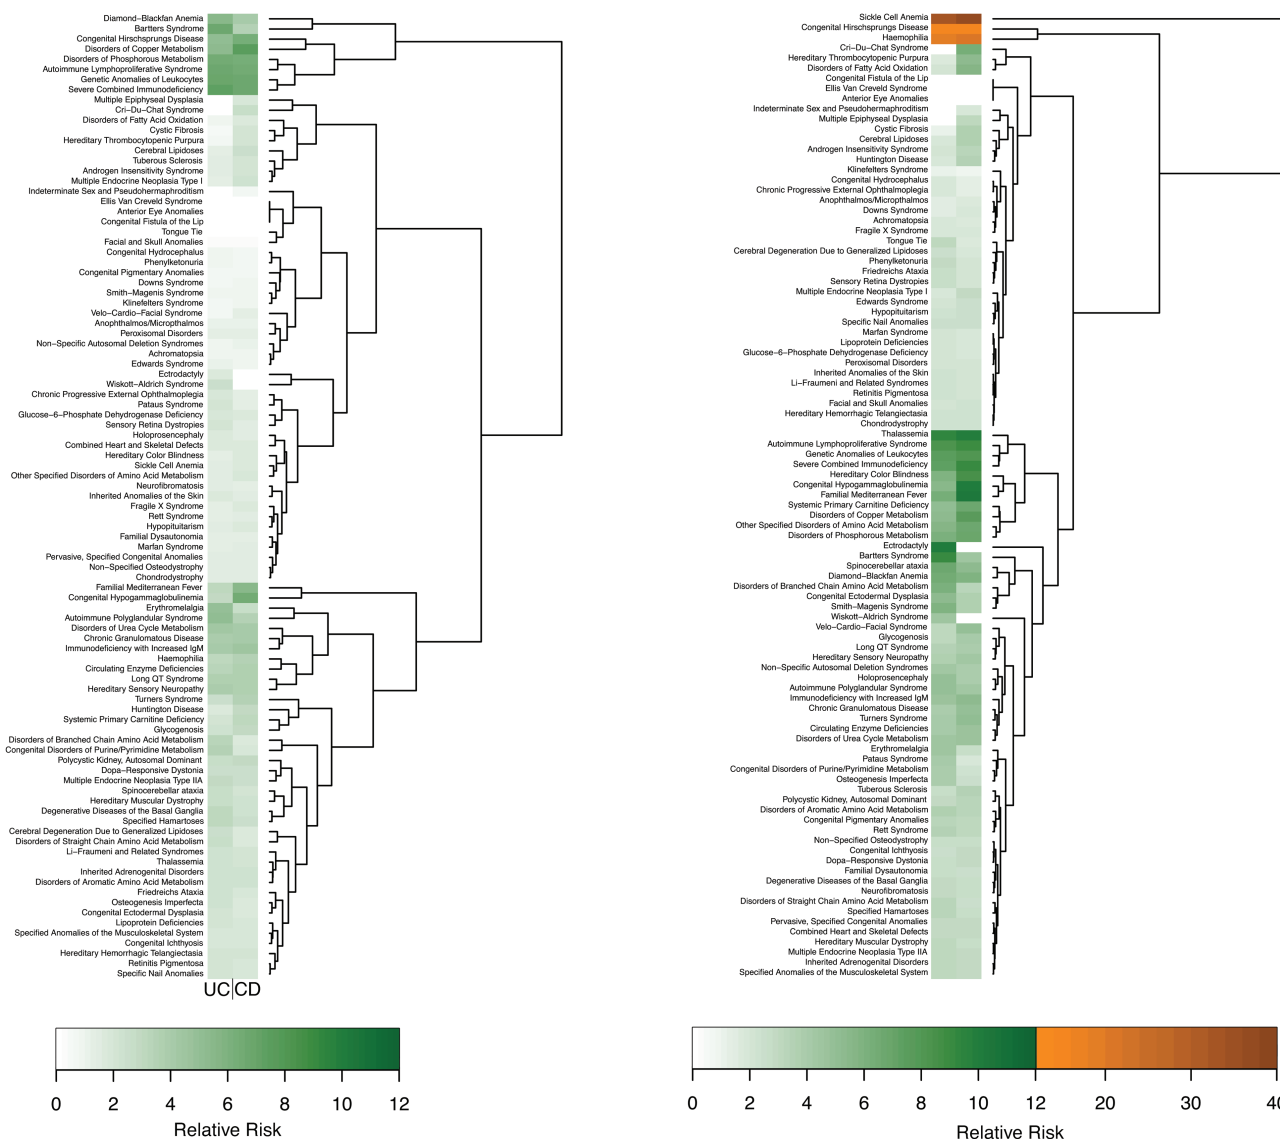 Diamond−Blackfan Anemia
Bartters Syndrome
Congenital Hirschsprungs Disease
Disorders of Copper Metabolism
Disorders of Phosphorous Metabolism
Autoimmune Lymphoproliferative Syndrome
Genetic Anomalies of Leukocytes
Severe Combined Immunodeficiency
Multiple Epiphyseal Dysplasia
Cri−Du−Chat Syndrome
Disorders of Fatty Acid Oxidation
Cystic Fibrosis
Hereditary Thrombocytopenic Purpura
Cerebral Lipidoses
Tuberous Sclerosis
Androgen Insensitivity Syndrome
Multiple Endocrine Neoplasia Type I
Indeterminate Sex and Pseudohermaphroditism
Ellis Van Creveld Syndrome
Anterior Eye Anomalies
Congenital Fistula of the Lip
Tongue Tie
Facial and Skull Anomalies
Congenital Hydrocephalus
Phenylketonuria
Congenital Pigmentary Anomalies
Downs Syndrome
Smith−Magenis Syndrome
Klinefelters Syndrome
Velo−Cardio−Facial Syndrome
Anophthalmos/Micropthalmos
Peroxisomal Disorders
Non−Specific Autosomal Deletion Syndromes
Achromatopsia
Edwards Syndrome
Ectrodactyly
Wiskott−Aldrich Syndrome
Chronic Progressive External Ophthalmoplegia
Pataus Syndrome
Glucose−6−Phosphate Dehydrogenase Deficiency
Sensory Retina Dystropies
Holoprosencephaly
Combined Heart and Skeletal Defects
Hereditary Color Blindness
Sickle Cell Anemia
Other Specified Disorders of Amino Acid Metabolism
Neurofibromatosis
Inherited Anomalies of the Skin
Fragile X Syndrome
Rett Syndrome
Hypopituitarism
Familial Dysautonomia
Marfan Syndrome
Pervasive, Specified Congenital Anomalies
Non−Specified Osteodystrophy
Chondrodystrophy
Familial Mediterranean Fever
Congenital Hypogammaglobulinemia
Erythromelalgia
Autoimmune Polyglandular Syndrome
Disorders of Urea Cycle Metabolism
Chronic Granulomatous Disease
Immunodeficiency with Increased IgM
Haemophilia
Circulating Enzyme Deficiencies
Long QT Syndrome
Hereditary Sensory Neuropathy
Turners Syndrome
Huntington Disease
Systemic Primary Carnitine Deficiency
Glycogenosis
Disorders of Branched Chain Amino Acid Metabolism
Congenital Disorders of Purine/Pyrimidine Metabolism
Polycystic Kidney, Autosomal Dominant
Dopa−Responsive Dystonia
Multiple Endocrine Neoplasia Type IIA
Spinocerebellar ataxia
Hereditary Muscular Dystrophy
Degenerative Diseases of the Basal Ganglia
Specified Hamartoses
Cerebral Degeneration Due to Generalized Lipidoses
Disorders of Straight Chain Amino Acid Metabolism
Li−Fraumeni and Related Syndromes
Thalassemia
Inherited Adrenogenital Disorders
Disorders of Aromatic Amino Acid Metabolism
Friedreichs Ataxia
Osteogenesis Imperfecta
Congenital Ectodermal Dysplasia
Lipoprotein Deficiencies
Specified Anomalies of the Musculoskeletal System
Congenital Ichthyosis
Hereditary Hemorrhagic Telangiectasia
Retinitis Pigmentosa
Specific Nail Anomalies
UC|CD
0 2 4 6 8 10 12
Relative Risk
Sickle Cell Anemia
Congenital Hirschsprungs Disease
Haemophilia
Cri−Du−Chat Syndrome
Hereditary Thrombocytopenic Purpura
Disorders of Fatty Acid Oxidation
Congenital Fistula of the Lip
Ellis Van Creveld Syndrome
Anterior Eye Anomalies
Indeterminate Sex and Pseudohermaphroditism
Multiple Epiphyseal Dysplasia
Cystic Fibrosis
Cerebral Lipidoses
Androgen Insensitivity Syndrome
Huntington Disease
Klinefelters Syndrome
Congenital Hydrocephalus
Chronic Progressive External Ophthalmoplegia
Anophthalmos/Micropthalmos
Downs Syndrome
Achromatopsia
Fragile X Syndrome
Tongue Tie
Cerebral Degeneration Due to Generalized Lipidoses
Phenylketonuria
Friedreichs Ataxia
Sensory Retina Dystropies
Multiple Endocrine Neoplasia Type I
Edwards Syndrome
Hypopituitarism
Specific Nail Anomalies
Marfan Syndrome
Lipoprotein Deficiencies
Glucose−6−Phosphate Dehydrogenase Deficiency
Peroxisomal Disorders
Inherited Anomalies of the Skin
Li−Fraumeni and Related Syndromes
Retinitis Pigmentosa
Facial and Skull Anomalies
Hereditary Hemorrhagic Telangiectasia
Chondrodystrophy
Thalassemia
Autoimmune Lymphoproliferative Syndrome
Genetic Anomalies of Leukocytes
Severe Combined Immunodeficiency
Hereditary Color Blindness
Congenital Hypogammaglobulinemia
Familial Mediterranean Fever
Systemic Primary Carnitine Deficiency
Disorders of Copper Metabolism
Other Specified Disorders of Amino Acid Metabolism
Disorders of Phosphorous Metabolism
Ectrodactyly
Bartters Syndrome
Spinocerebellar ataxia
Diamond−Blackfan Anemia
Disorders of Branched Chain Amino Acid Metabolism
Congenital Ectodermal Dysplasia
Smith−Magenis Syndrome
Wiskott−Aldrich Syndrome
Velo−Cardio−Facial Syndrome
Glycogenosis
Long QT Syndrome
Hereditary Sensory Neuropathy
Non−Specific Autosomal Deletion Syndromes
Holoprosencephaly
Autoimmune Polyglandular Syndrome
Immunodeficiency with Increased IgM
Chronic Granulomatous Disease
Turners Syndrome
Circulating Enzyme Deficiencies
Disorders of Urea Cycle Metabolism
Erythromelalgia
Pataus Syndrome
Congenital Disorders of Purine/Pyrimidine Metabolism
Osteogenesis Imperfecta
Tuberous Sclerosis
Polycystic Kidney, Autosomal Dominant
Disorders of Aromatic Amino Acid Metabolism
Congenital Pigmentary Anomalies
Rett Syndrome
Non−Specified Osteodystrophy
Congenital Ichthyosis
Dopa−Responsive Dystonia
Familial Dysautonomia
Degenerative Diseases of the Basal Ganglia
Neurofibromatosis
Disorders of Straight Chain Amino Acid Metabolism
Specified Hamartoses
Pervasive, Specified Congenital Anomalies
Combined Heart and Skeletal Defects
Hereditary Muscular Dystrophy
Multiple Endocrine Neoplasia Type IIA
Inherited Adrenogenital Disorders
Specified Anomalies of the Musculoskeletal System
0 2 4 6 8 10 12 20 30 40
Relative Risk